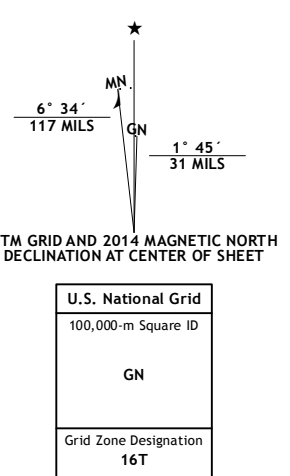 ★
MN
6° 34´
117 MILS
GN
1° 45´
31 MILS
TM GRID AND 2014 MAGNETIC NORTH
DECLINATION AT CENTER OF SHEET
U.S. National Grid
100,000-m Square ID
GN
Grid Zone Designation
16T